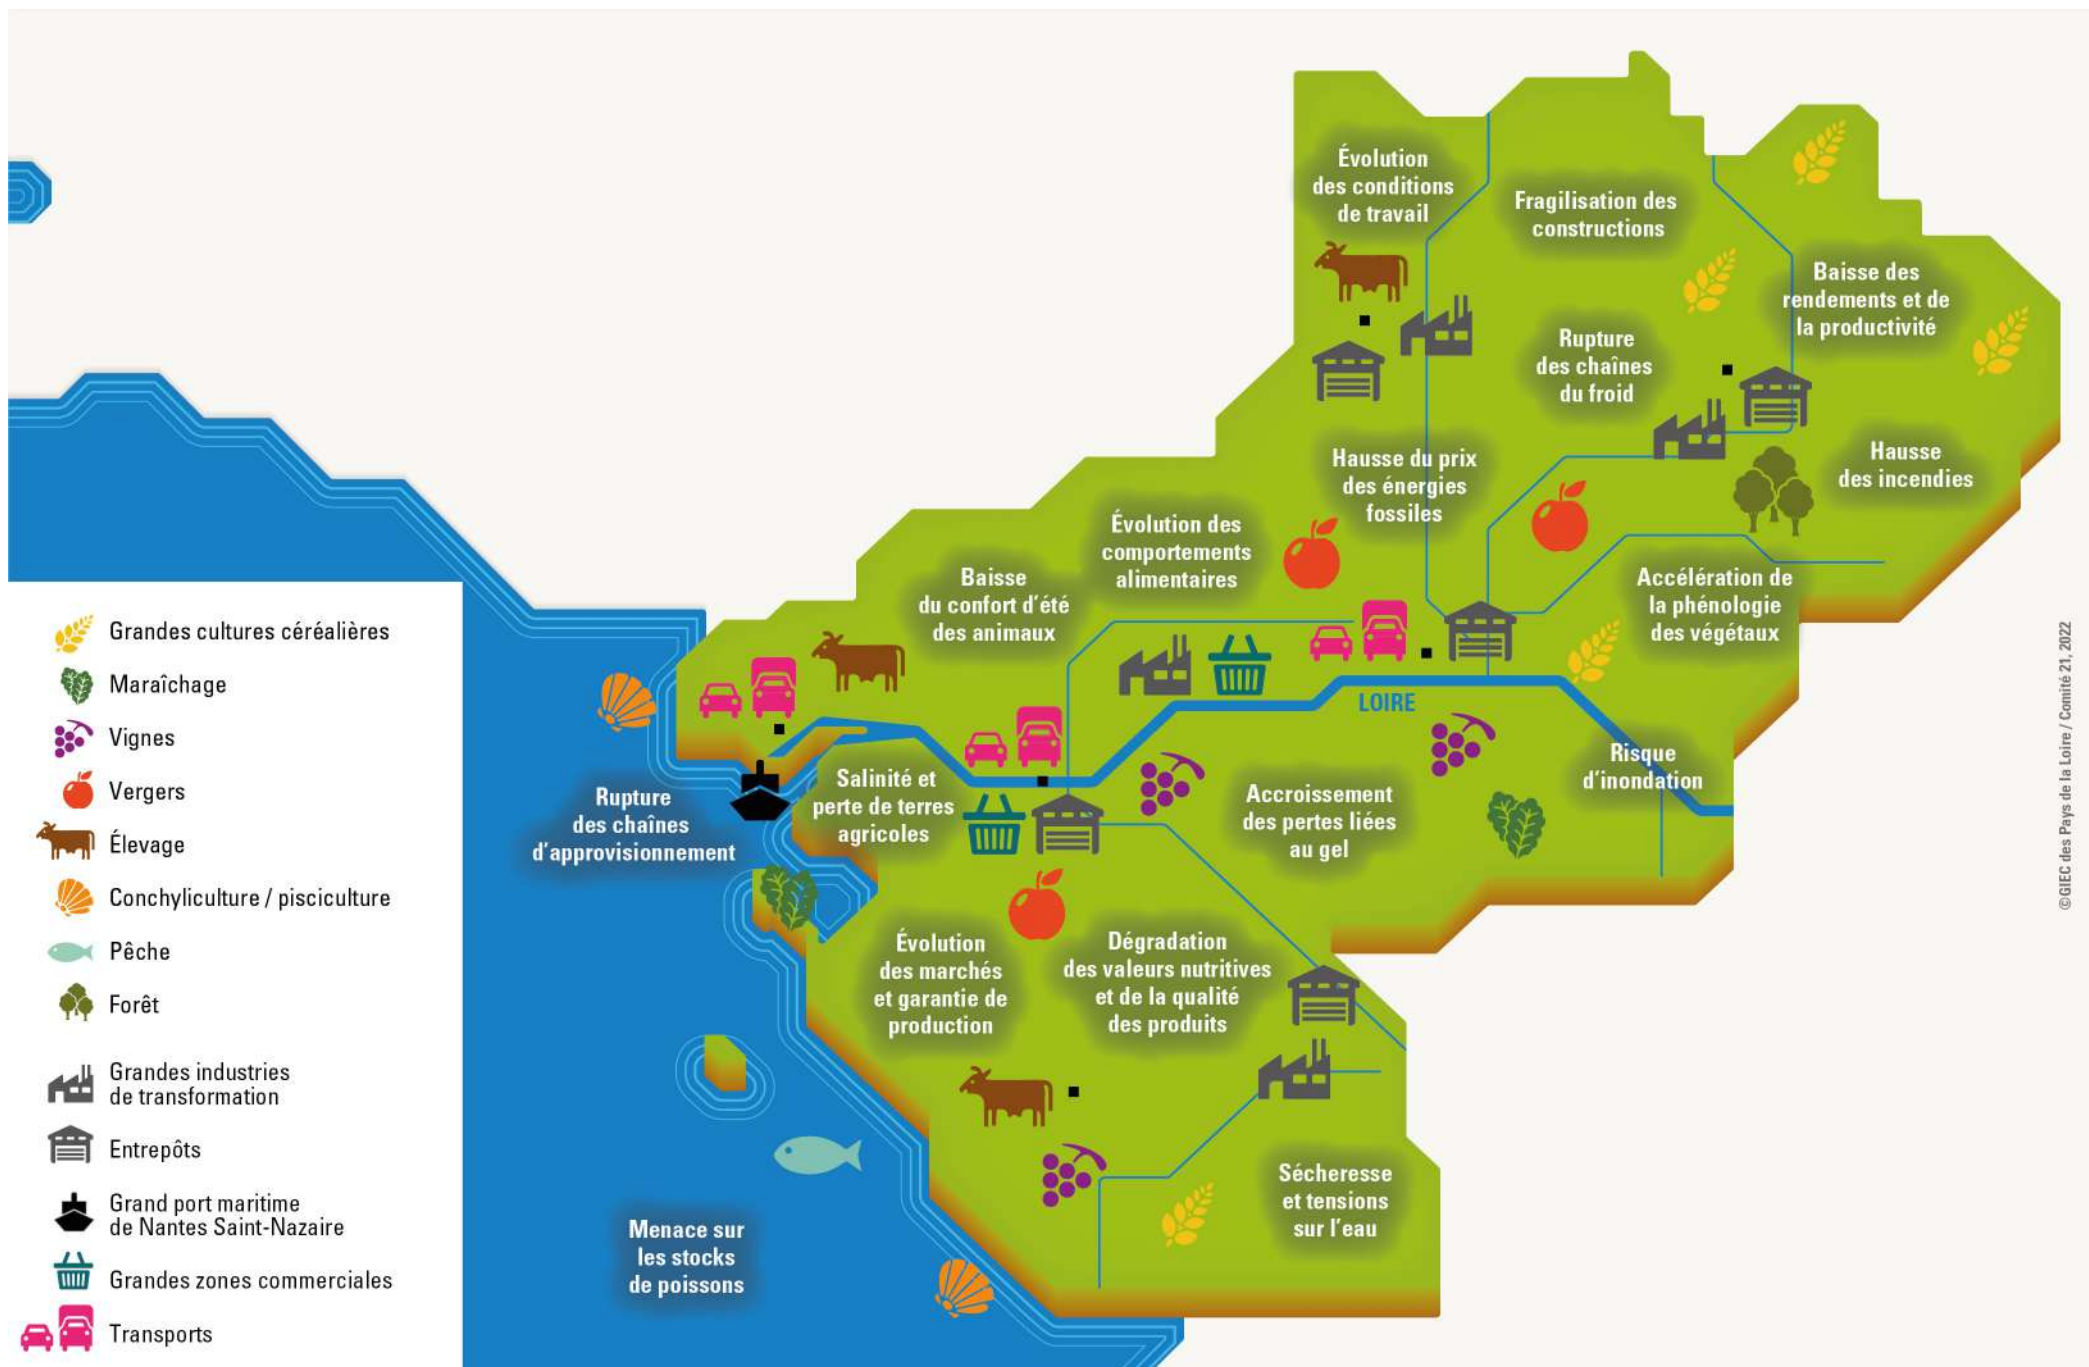 Évolution
des conditions
de travail
Fragilisation des
constructions
Baisse des
rendements et de
la productivité
Rupture
des chaînes
du froid
Hausse
des incendies
Hausse du prix
des énergies
fossiles
Évolution des
comportements
alimentaires
Baisse
du confort d'été
des animaux
Accélération de
la phénologie
des végétaux
LOIRE
Risque
d'inondation
Salinité et
perte de terres
agricoles
Rupture
des chaînes
d'approvisionnement
Accroissement
des pertes liées
au gel
Évolution
des marchés
et garantie de
production
Dégradation
des valeurs nutritives
et de la qualité
des produits
Sécheresse
et tensions
sur l'eau
Menace sur
les stocks
de poissons
Grandes cultures céréalières
Maraîchage
Vignes
Vergers
Élevage
Conchyliculture / pisciculture
Pêche
Forêt
Grandes industries
de transformation
Entrepôts
Grand port maritime
de Nantes Saint-Nazaire
Grandes zones commerciales
Transports
©GIEC des Pays de la Loire / Comité 21, 2022